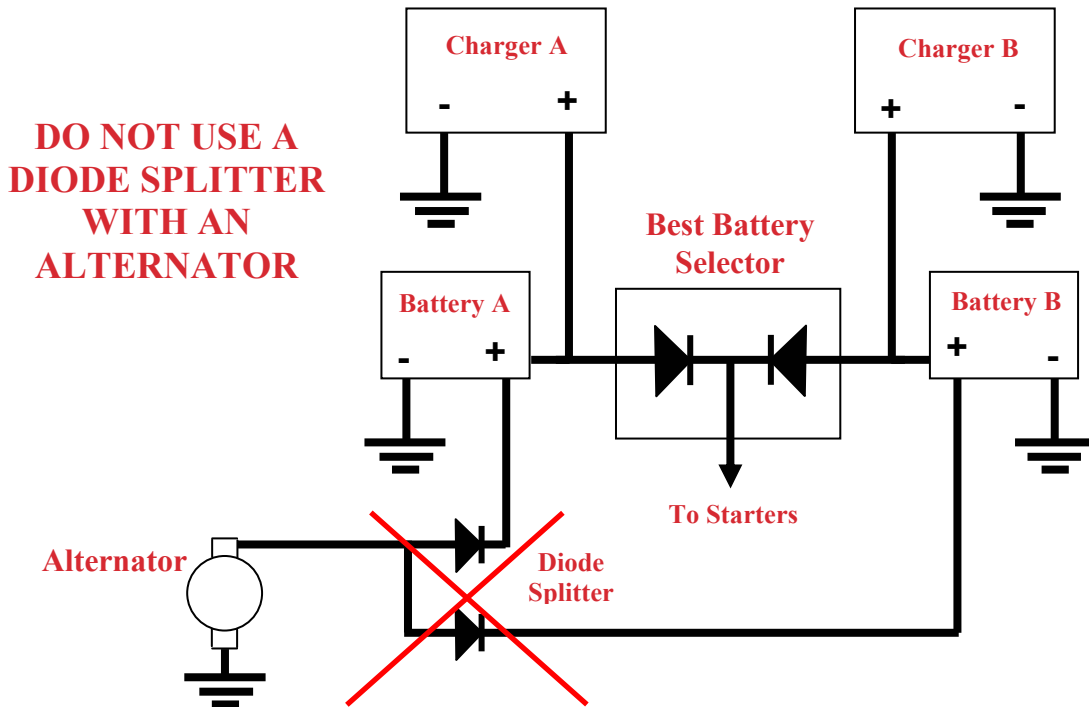 Charger A
- +
Charger B
+ -
DO NOT USE A
DIODE SPLITTER
WITH AN
ALTERNATOR
Best Battery
Selector
Battery A
- +
Battery B
+ -
To Starters
Alternator
Diode
Splitter